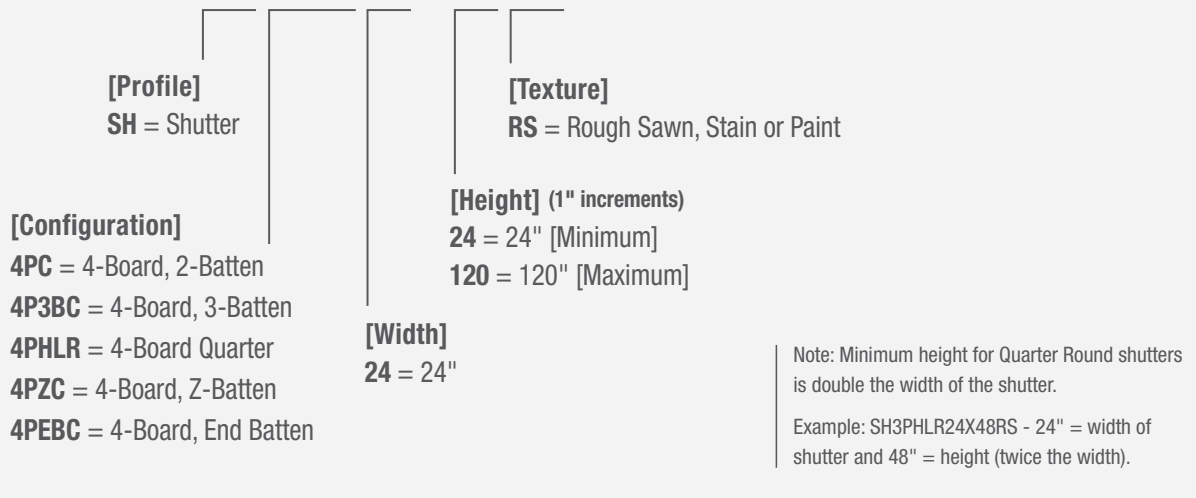 [Profile]
SH = Shutter
[Texture]
RS = Rough Sawn, Stain or Paint
[Height] (1" increments)
24 = 24" [Minimum]
120 = 120" [Maximum]
[Configuration]
4PC = 4-Board, 2-Batten
4P3BC = 4-Board, 3-Batten
4PHLR = 4-Board Quarter
4PZC = 4-Board, Z-Batten
4PEBC = 4-Board, End Batten
[Width]
24 = 24"
Note: Minimum height for Quarter Round shutters
is double the width of the shutter.
Example: SH3PHLR24X48RS - 24" = width of
shutter and 48" = height (twice the width).